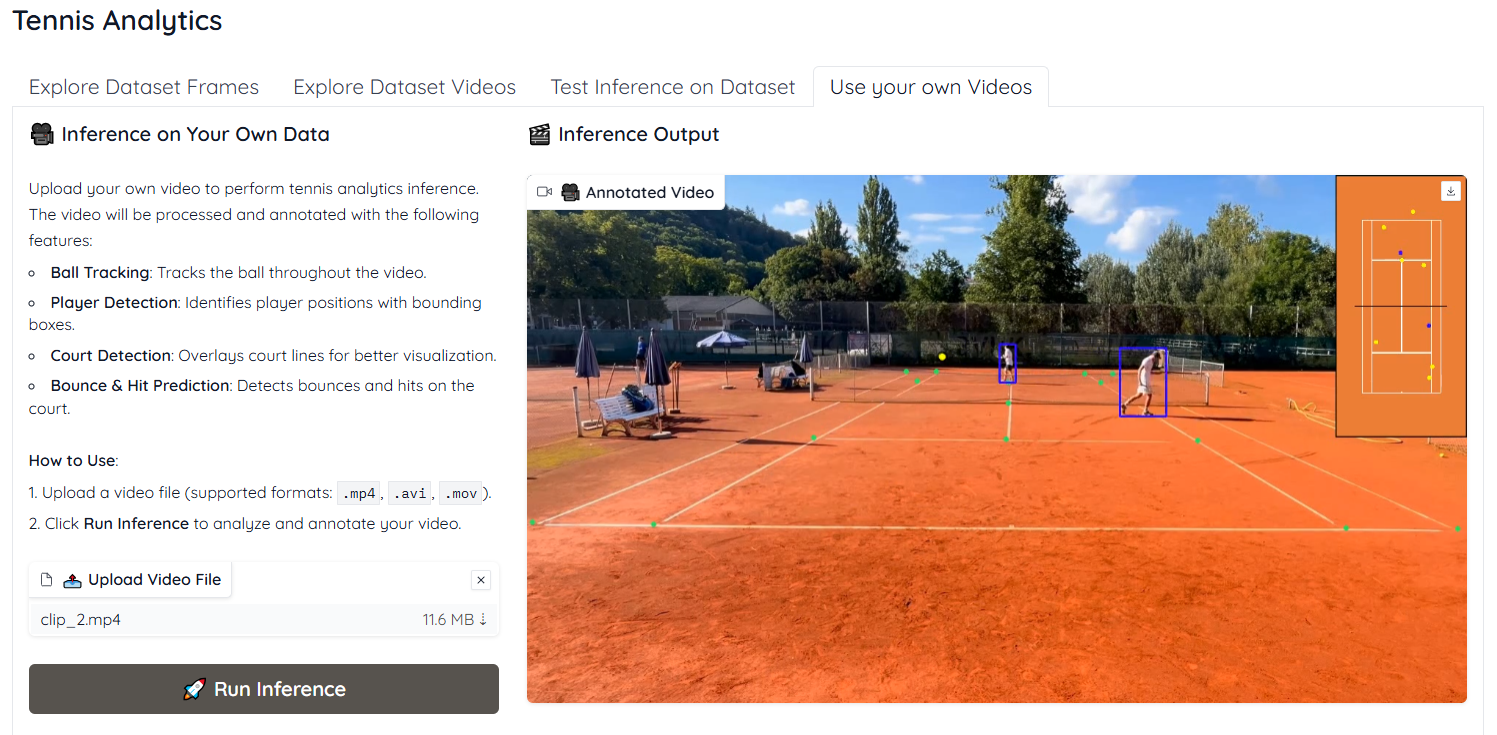 Tennis Analytics
Explore Dataset Frames
Explore Dataset Videos
Test Inference on Dataset
Use your own Videos
🎥 Inference on Your Own Data
Upload your own video to perform tennis analytics inference.
The video will be processed and annotated with the following
features:
Ball Tracking: Tracks the ball throughout the video.
Player Detection: Identifies player positions with bounding
boxes.
Court Detection: Overlays court lines for better visualization.
Bounce & Hit Prediction: Detects bounces and hits on the
court.
How to Use:
1. Upload a video file (supported formats: .mp4, .avi, .mov).
2. Click Run Inference to analyze and annotate your video.
📤 Upload Video File
clip_2.mp4 11.6 MB ⇣
🚀 Run Inference
🎬 Inference Output
🎥 Annotated Video